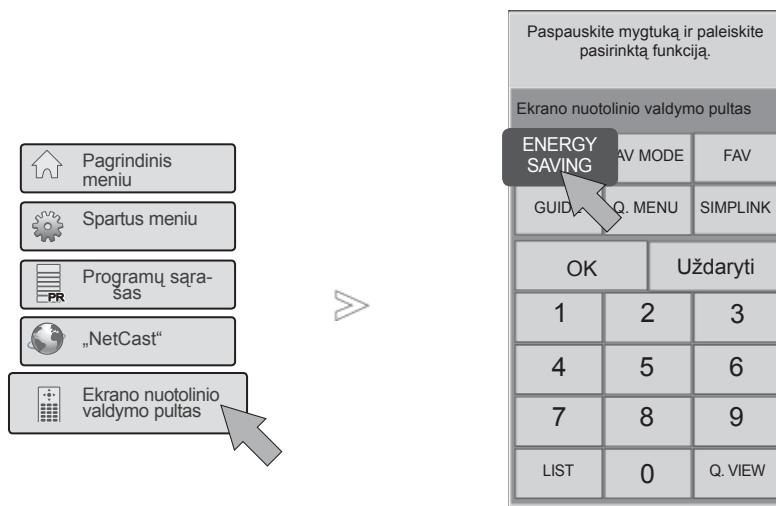 Pagrindinis
meniu
Spartus meniu
PR
Programų sąra-
šas
„NetCast“
Ekrano nuotolinio
valdymo pultas
Paspauskite mygtuką ir paleiskite
pasirinktą funkciją.
Ekrano nuotolinio valdymo pultas
ENERGY
SAVING
AV MODE
FAV
Q. MENU
SIMPLINK
OK
Uždaryti
1
2
3
4
5
6
7
8
9
LIST
0
Q. VIEW